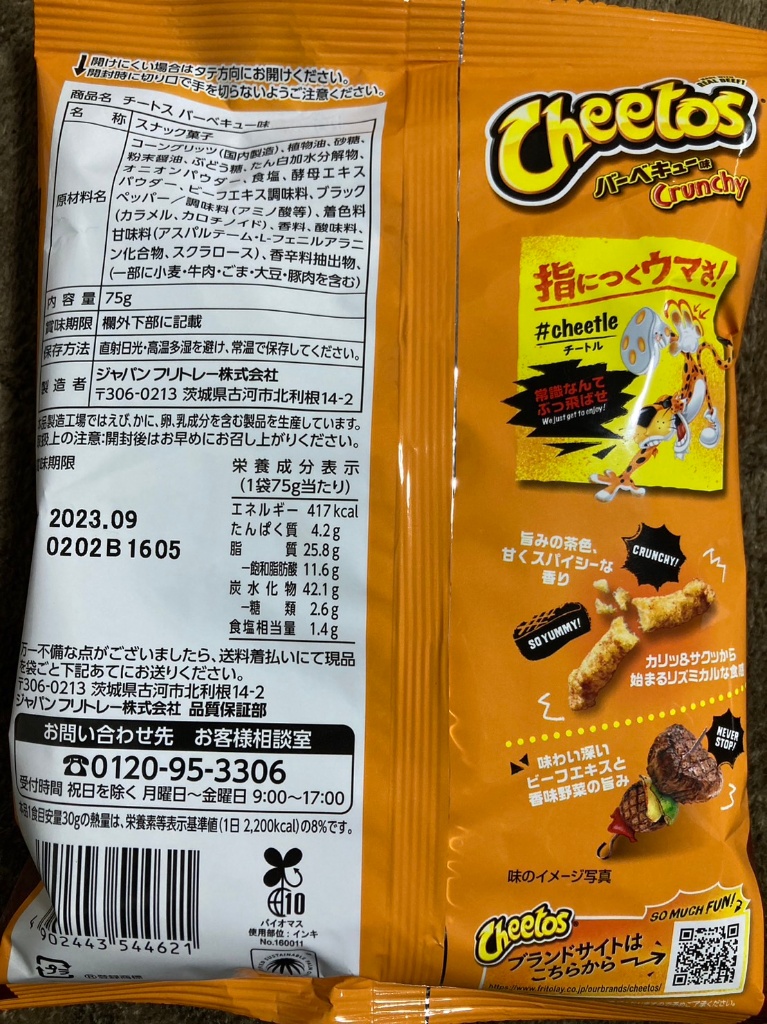 ↓開けにくい場合はタテ方向にお開けください。
開封時に切り口で手を切らないようご注意ください。
商品名 チートス バーベキュー味
名称 スナック菓子
原材料名 コーングリッツ(国内製造)、植物油、砂糖、
粉末醤油、ぶどう糖、たん白加水分解物、
オニオンパウダー、食塩、酵母エキス
パウダー、ビーフエキス調味料、ブラック
ペッパー/調味料(アミノ酸等)、着色料
(カラメル、カロチノイド)、香料、酸味料、
甘味料(アスパルテーム・L-フェニルアラニ
ン化合物、スクラロース)、香辛料抽出物、
(一部に小麦・牛肉・ごま・大豆・豚肉を含む)
内容量 75g
賞味期限 欄外下部に記載
保存方法 直射日光・高温多湿を避け、常温で保存してください。
製造者 ジャパンフリトレー株式会社
〒306-0213 茨城県古河市北利根14-2
品製造工場ではえび、かに、卵、乳成分を含む製品を生産しています。
扱上の注意:開封後はお早めにお召し上がりください。
味期限
2023.09
0202B1605
栄養成分表示
(1袋75g当たり)
エネルギー 417kcal
たんぱく質 4.2g
脂質 25.8g
―飽和脂肪酸 11.6g
炭水化物 42.1g
―糖類 2.6g
食塩相当量 1.4g
万一不備な点がございましたら、送料着払いにて現品
を袋ごと下記あてにお送りください。
〒306-0213 茨城県古河市北利根14-2
ジャパンフリトレー株式会社 品質保証部
お問い合わせ先 お客様相談室
☎0120-95-3306
受付時間 祝日を除く 月曜日~金曜日 9:00~17:00
本品1食目安量30gの熱量は、栄養素等表示基準値(1日 2,200kcal)の8%です。
4 902443 544621
10
バイオマス
使用部位:インキ
No.160011
Cheetos
バーベキュー味
Crunchy
指につくウマさ!
#cheetle
チートル
常識なんて
ぶっ飛ばせ
We just get to enjoy!
旨みの茶色、
甘くスパイシーな
香り
CRUNCHY!
SO YUMMY!
カリッ&サクッから
始まるリズミカルな食感
NEVER
STOP!
味わい深い
ビーフエキスと
香味野菜の旨み
味のイメージ写真
SO MUCH FUN!
Cheetos
ブランドサイトは
こちらから
https://www.fritolay.co.jp/ourbrands/cheetos/